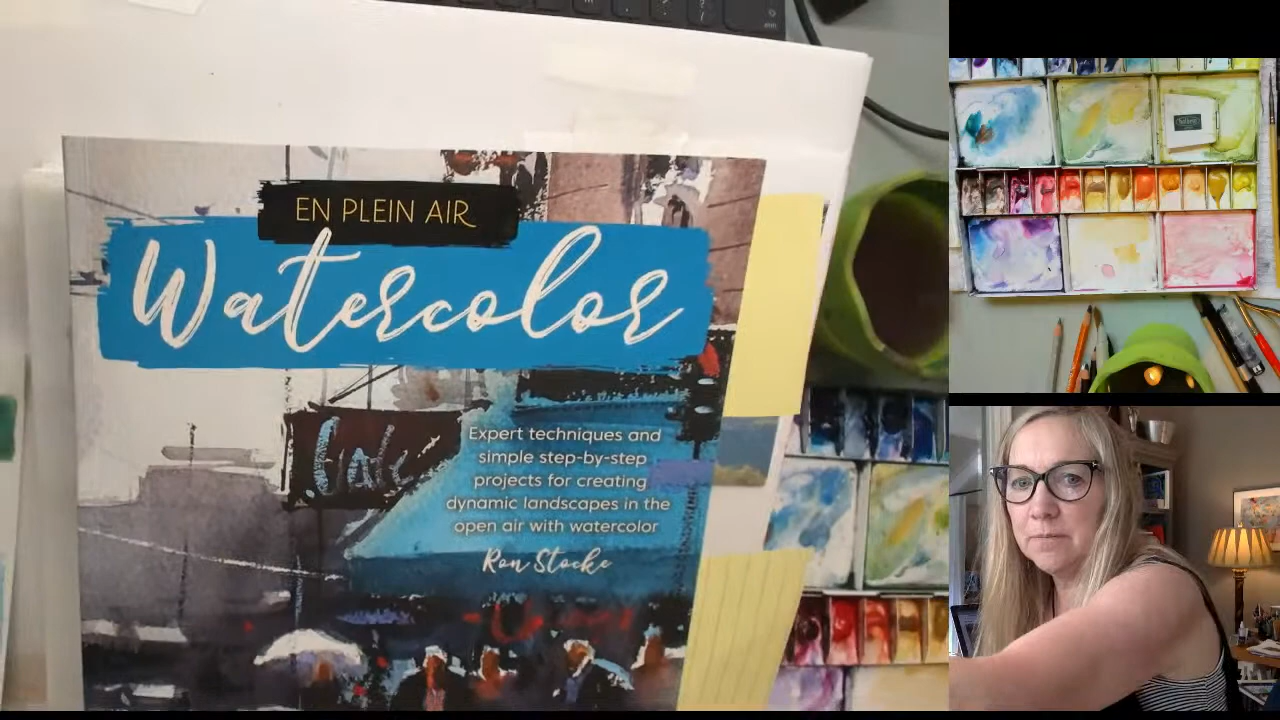 EN PLEIN AIR
Watercolor
Cafe
Expert techniques and
simple step-by-step
projects for creating
dynamic landscapes in the
open air with watercolor
Ron Stocke